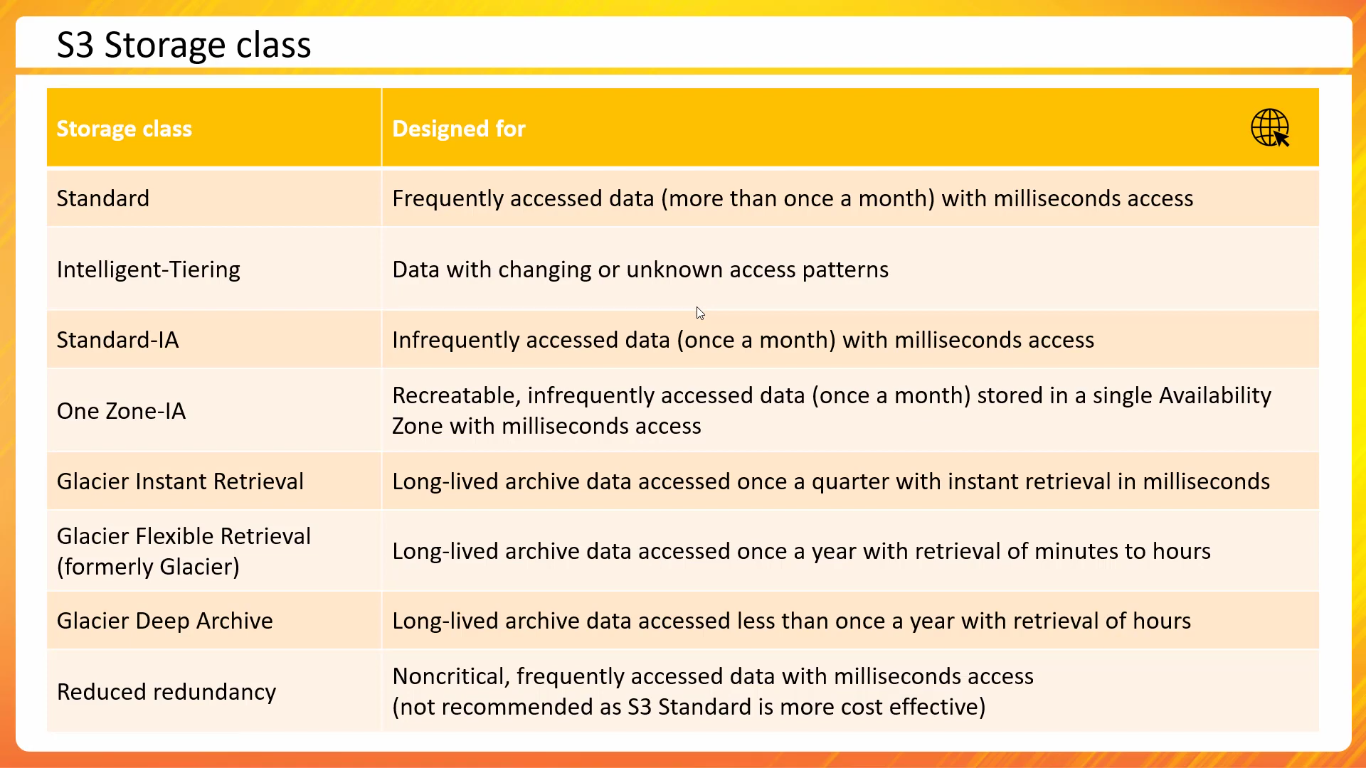 S3 Storage class
Storage class
Designed for
Standard
Frequently accessed data (more than once a month) with milliseconds access
Intelligent-Tiering
Data with changing or unknown access patterns
Standard-IA
Infrequently accessed data (once a month) with milliseconds access
One Zone-IA
Recreatable, infrequently accessed data (once a month) stored in a single Availability
Zone with milliseconds access
Glacier Instant Retrieval
Long-lived archive data accessed once a quarter with instant retrieval in milliseconds
Glacier Flexible Retrieval
(formerly Glacier)
Long-lived archive data accessed once a year with retrieval of minutes to hours
Glacier Deep Archive
Long-lived archive data accessed less than once a year with retrieval of hours
Reduced redundancy
Noncritical, frequently accessed data with milliseconds access
(not recommended as S3 Standard is more cost effective)